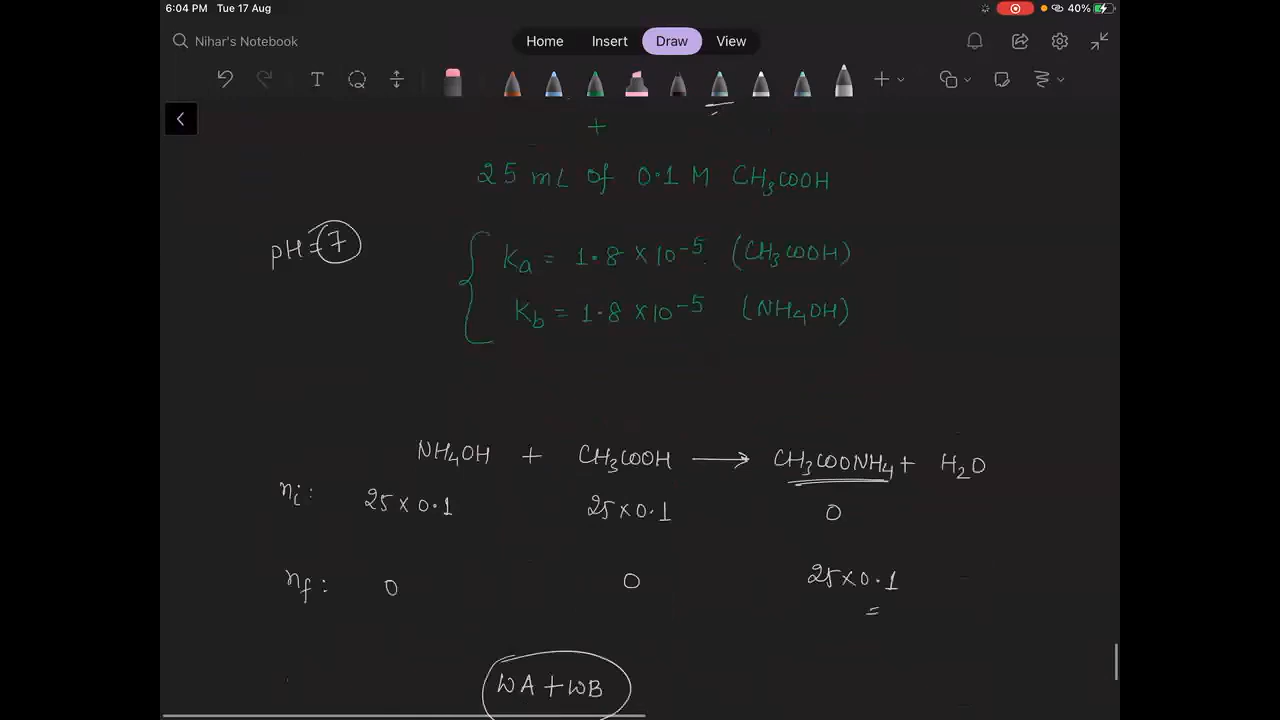 6:04 PM Tue 17 Aug
40%
Nihar's Notebook
Home Insert Draw View
+
25 mL of 0.1 M CH₃COOH
pH = 7
Ka = 1.8 × 10⁻⁵ (CH₃COOH)
Kb = 1.8 × 10⁻⁵ (NH₄OH)
NH₄OH + CH₃COOH → CH₃COONH₄ + H₂O
ni: 25 × 0.1 25 × 0.1 0
nf: 0 0 25 × 0.1
WA + WB